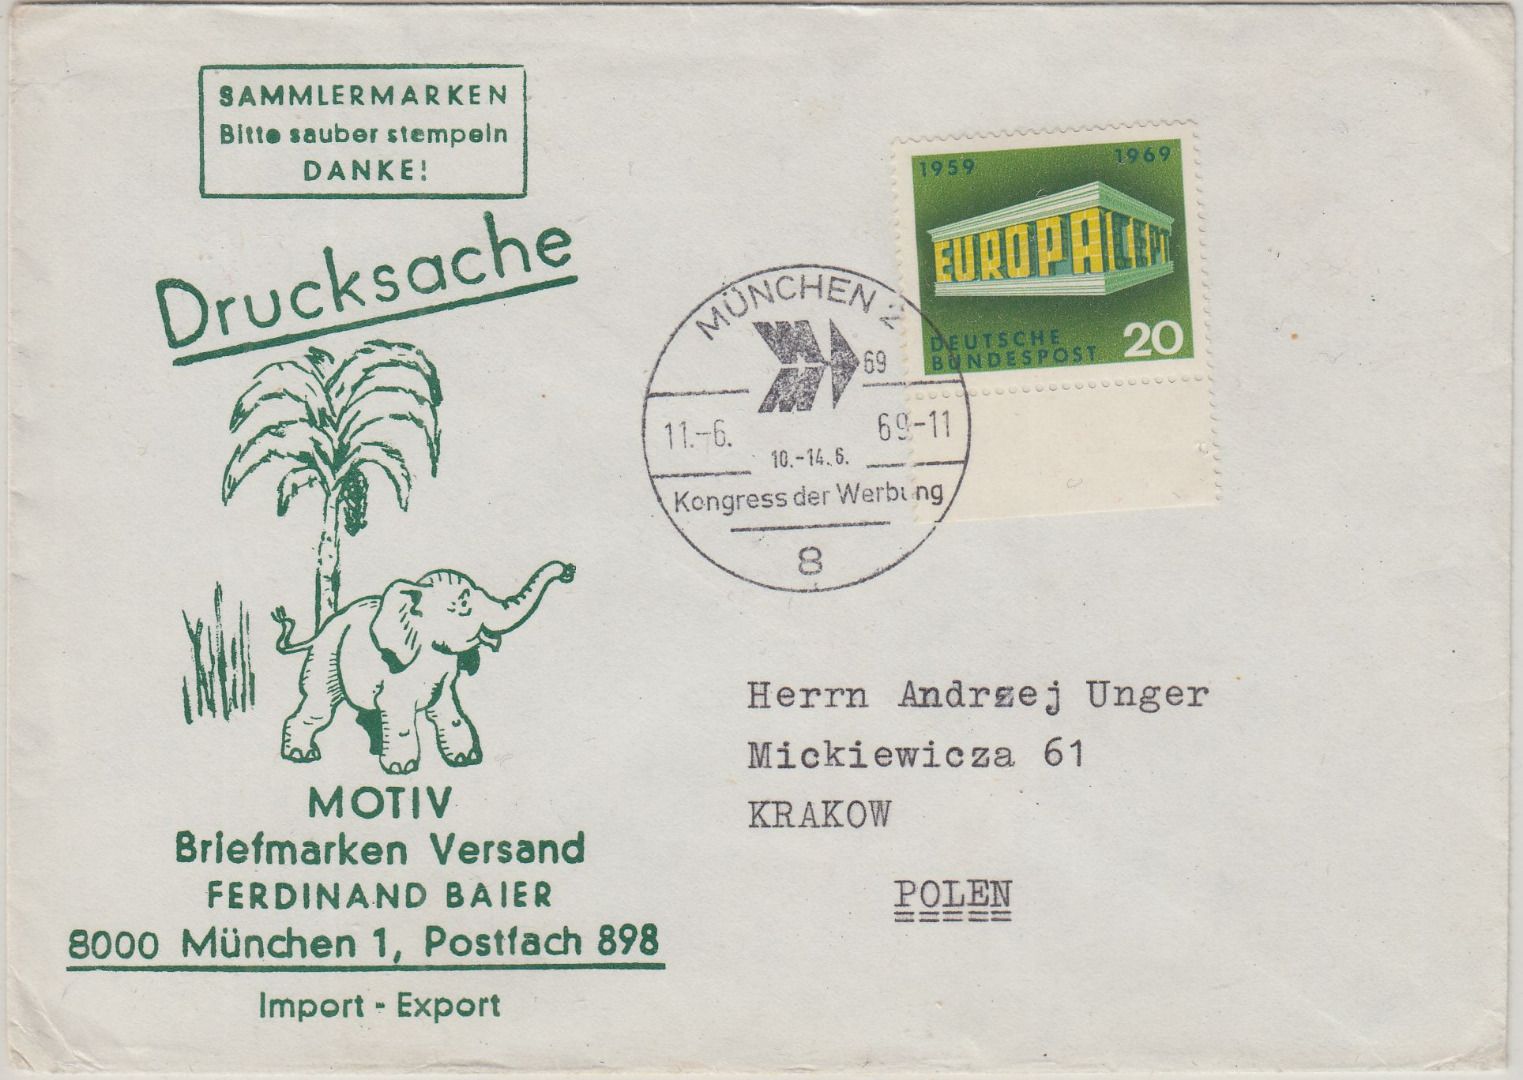 SAMMLERMARKEN
Bitte sauber stempeln
DANKE!
Drucksache
1959 1969
EUROPA CEPT
DEUTSCHE
BUNDESPOST 20
MÜNCHEN 2
69
11.-6. 69-11
10.-14.6.
Kongress der Werbung
8
Herrn Andrzej Unger
Mickiewicza 61
KRAKOW
POLEN
MOTIV
Briefmarken Versand
FERDINAND BAIER
8000 München 1, Postfach 898
Import - Export